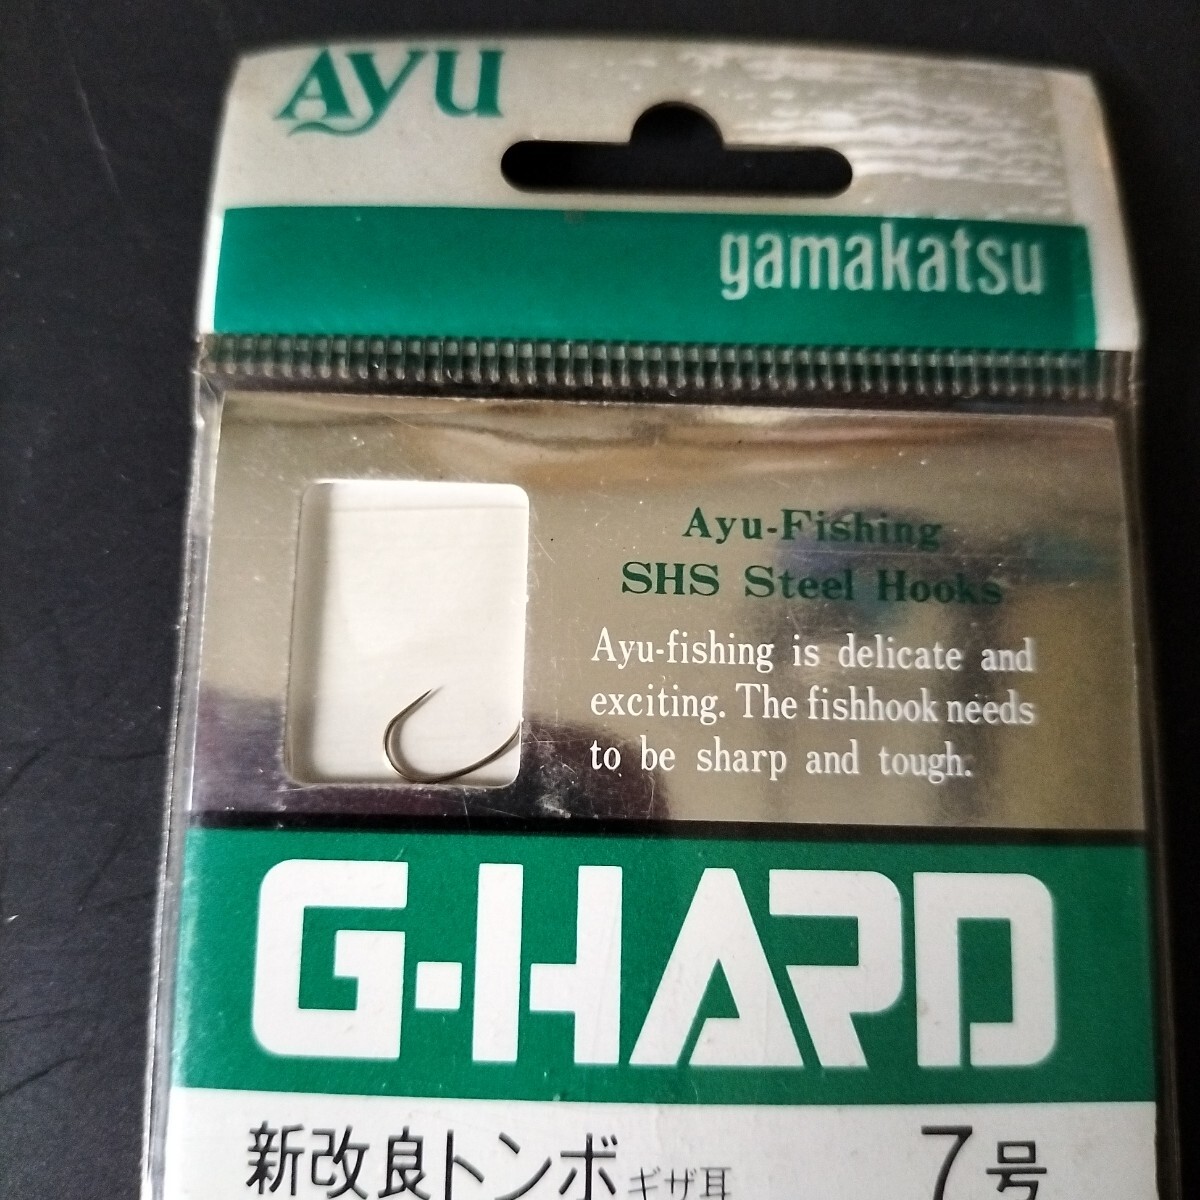 Ayu
gamakatsu
Ayu-Fishing
SHS Steel Hooks
Ayu-fishing is delicate and
exciting. The fishhook needs
to be sharp and tough.
G-HARD
新改良トンボ ギザ耳 7号